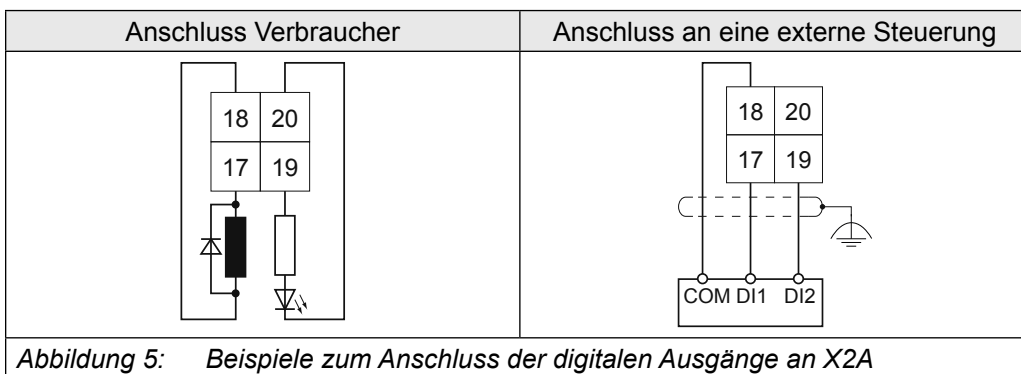 Anschluss Verbraucher
Anschluss an eine externe Steuerung
18 20
17 19
18 20
17 19
COM DI1 DI2
Abbildung 5: Beispiele zum Anschluss der digitalen Ausgänge an X2A